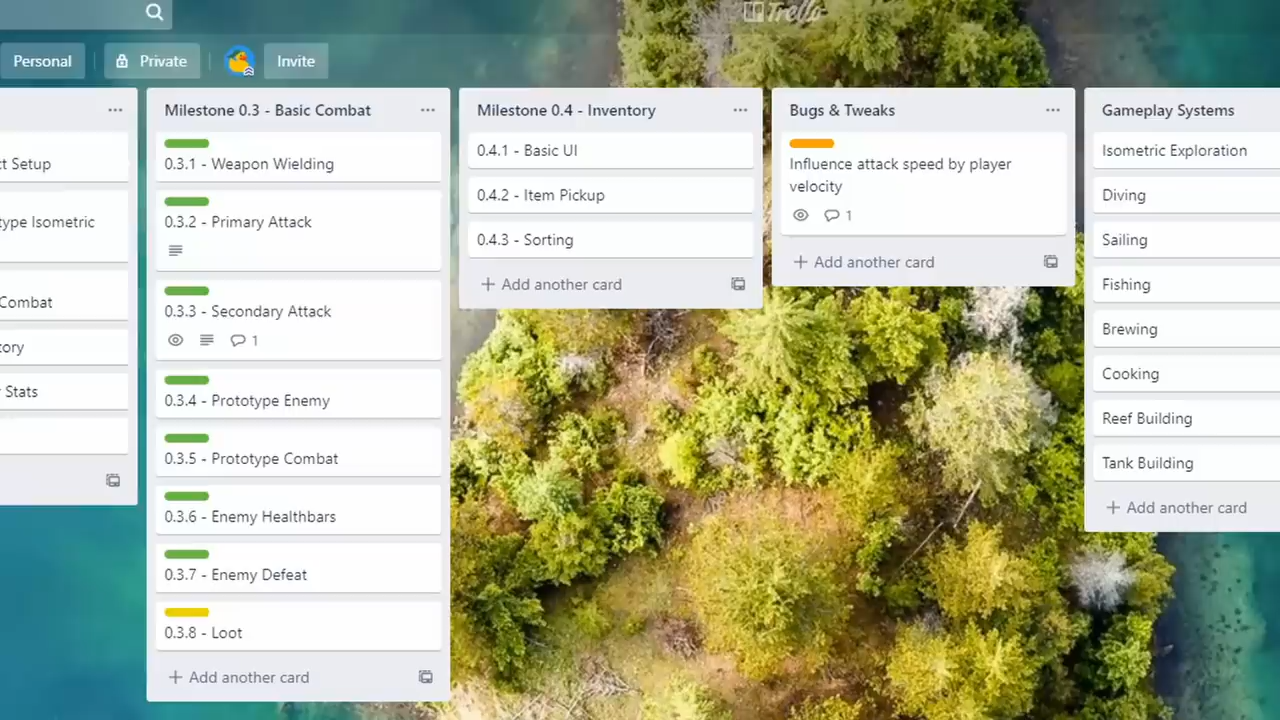 Trello
Personal
Private
Invite
ct Setup
ype Isometric
Combat
ory
Stats
Milestone 0.3 - Basic Combat
0.3.1 - Weapon Wielding
0.3.2 - Primary Attack
0.3.3 - Secondary Attack
1
0.3.4 - Prototype Enemy
0.3.5 - Prototype Combat
0.3.6 - Enemy Healthbars
0.3.7 - Enemy Defeat
0.3.8 - Loot
Add another card
Milestone 0.4 - Inventory
0.4.1 - Basic UI
0.4.2 - Item Pickup
0.4.3 - Sorting
Add another card
Bugs & Tweaks
Influence attack speed by player
velocity
1
Add another card
Gameplay Systems
Isometric Exploration
Diving
Sailing
Fishing
Brewing
Cooking
Reef Building
Tank Building
Add another card